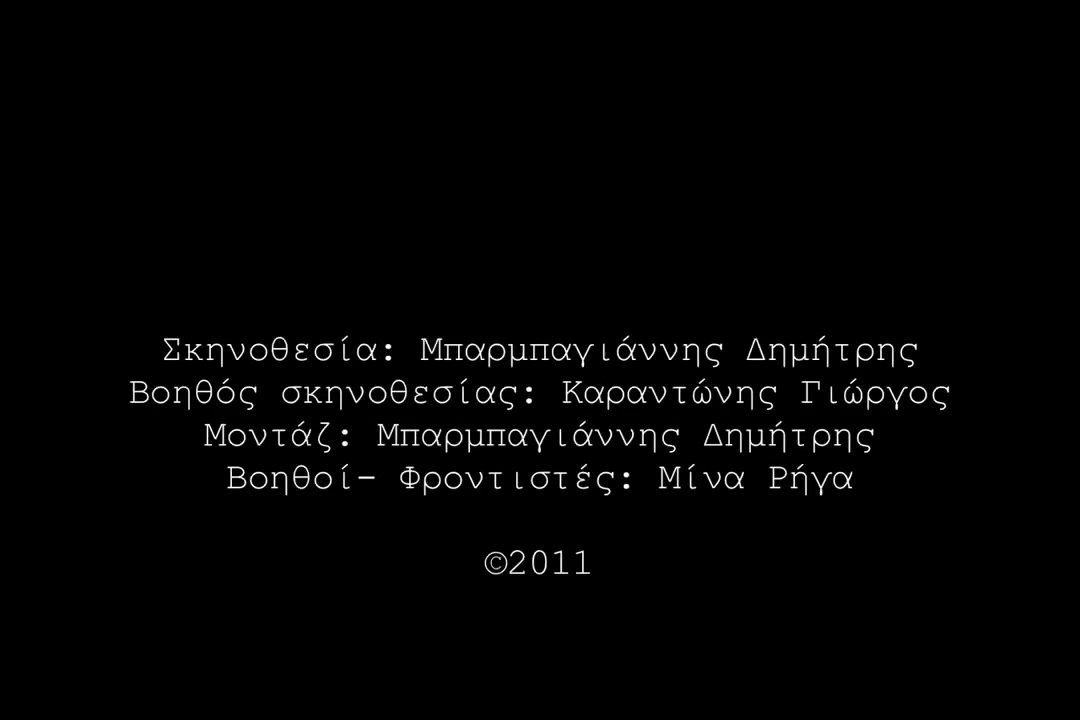 Σκηνοθεσία: Μπαρμπαγιάννης Δημήτρης
Βοηθός σκηνοθεσίας: Καραντώνης Γιώργος
Μοντάζ: Μπαρμπαγιάννης Δημήτρης
Βοηθοί- Φροντιστές: Μίνα Ρήγα
©2011